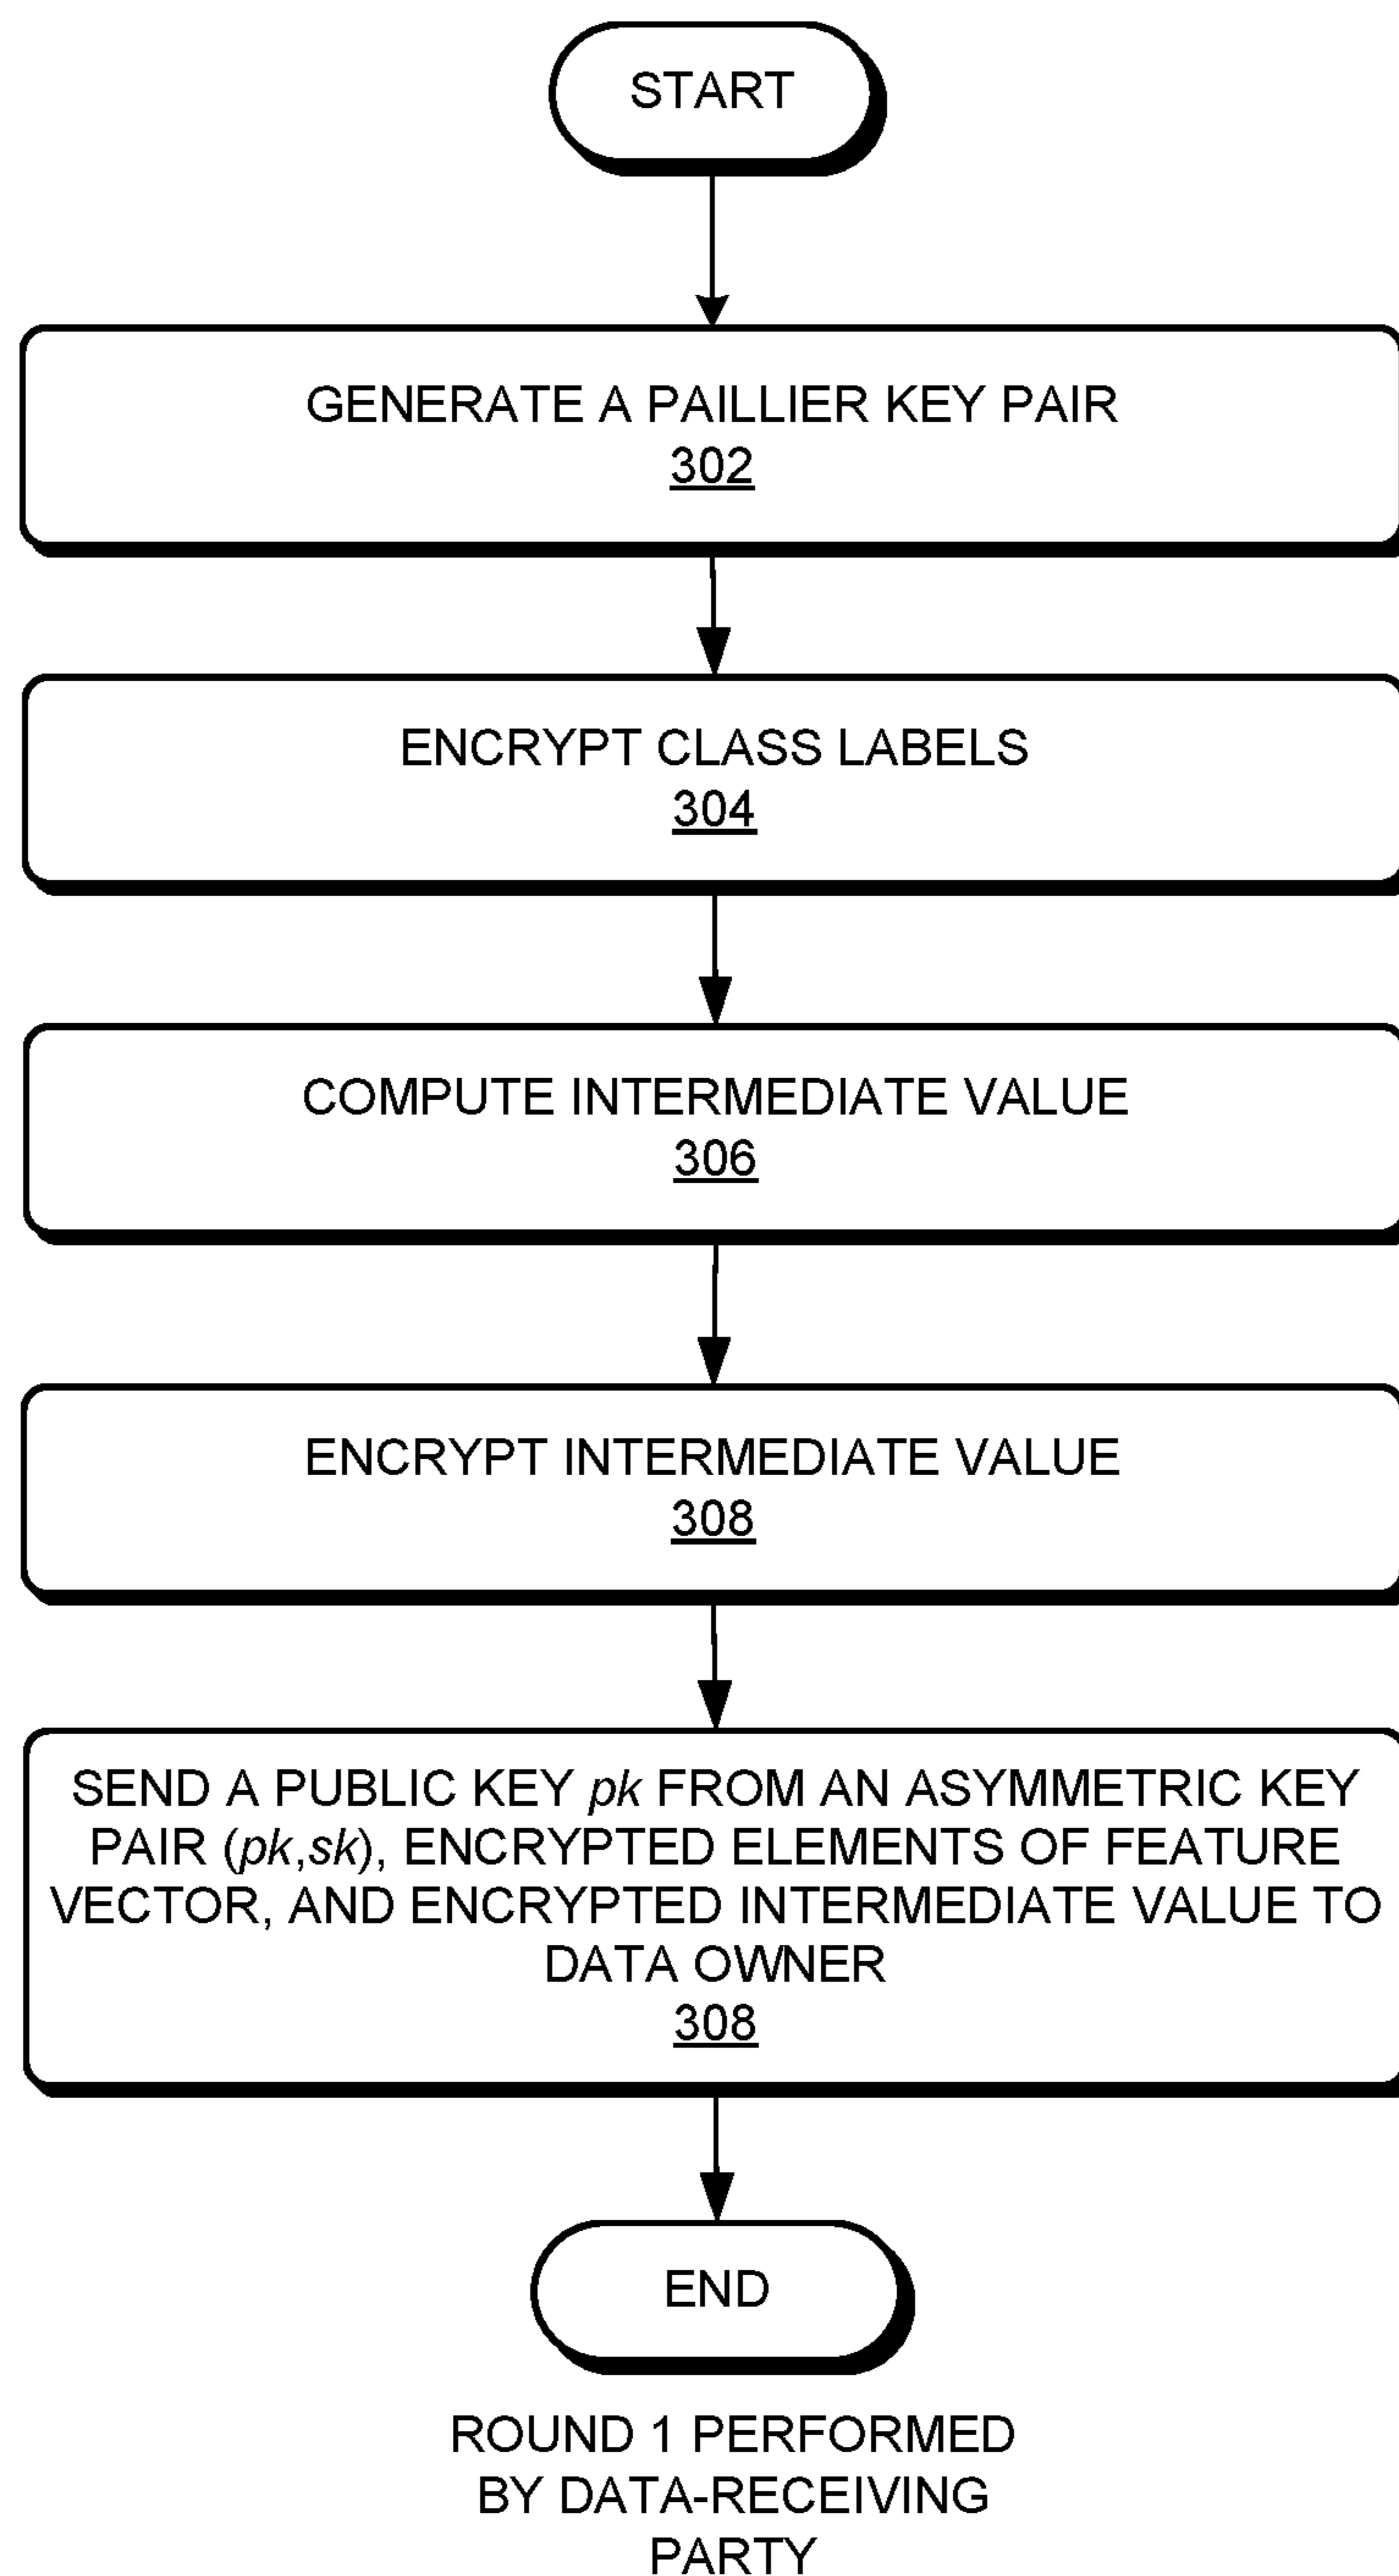 START
GENERATE A PAILLIER KEY PAIR
302
ENCRYPT CLASS LABELS
304
COMPUTE INTERMEDIATE VALUE
306
ENCRYPT INTERMEDIATE VALUE
308
SEND A PUBLIC KEY pk FROM AN ASYMMETRIC KEY
PAIR (pk,sk), ENCRYPTED ELEMENTS OF FEATURE
VECTOR, AND ENCRYPTED INTERMEDIATE VALUE TO
DATA OWNER
308
END
ROUND 1 PERFORMED
BY DATA-RECEIVING
PARTY